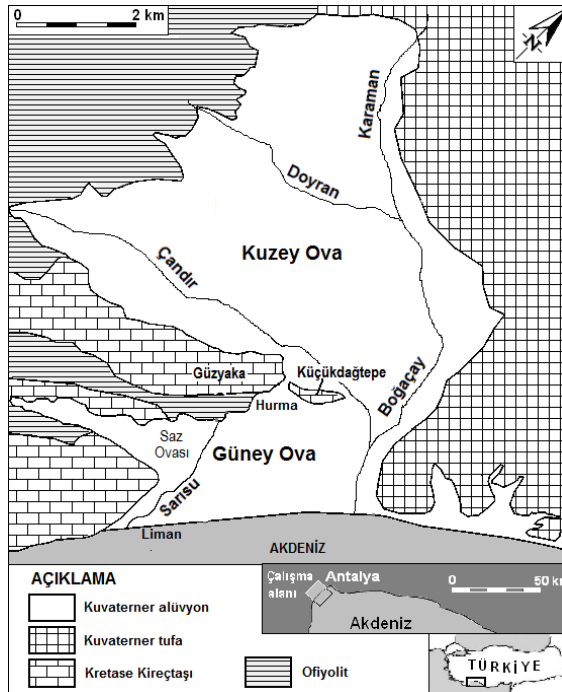 0 2 km
N
Karaman
Doyran
Kuzey Ova
Çandır
Güzyaka
Küçükdağtepe
Hurma
Boğaçay
Saz
Ovası
Güney Ova
Sarısu
Liman
AKDENİZ
AÇIKLAMA
Kuvaterner alüvyon
Kuvaterner tufa
Kretase Kireçtaşı
Ofiyolit
Çalışma
alanı
Antalya
0 50 km
Akdeniz
TÜRKİYE